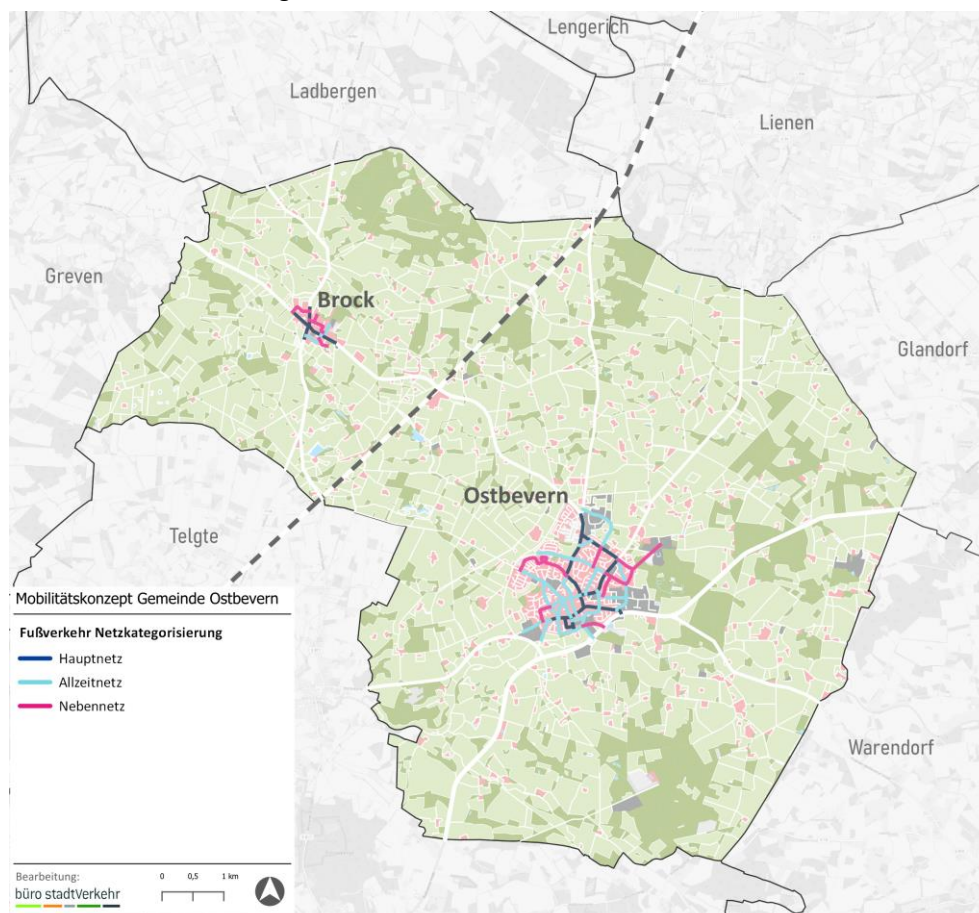 Lengerich
Ladbergen
Lienen
Greven
Brock
Glandorf
Ostbevern
Telgte
Warendorf
Mobilitätskonzept Gemeinde Ostbevern
Fußverkehr Netzkategorisierung
Hauptnetz
Allzeitnetz
Nebennetz
Bearbeitung:
büro stadtVerkehr
0 0,5 1 km